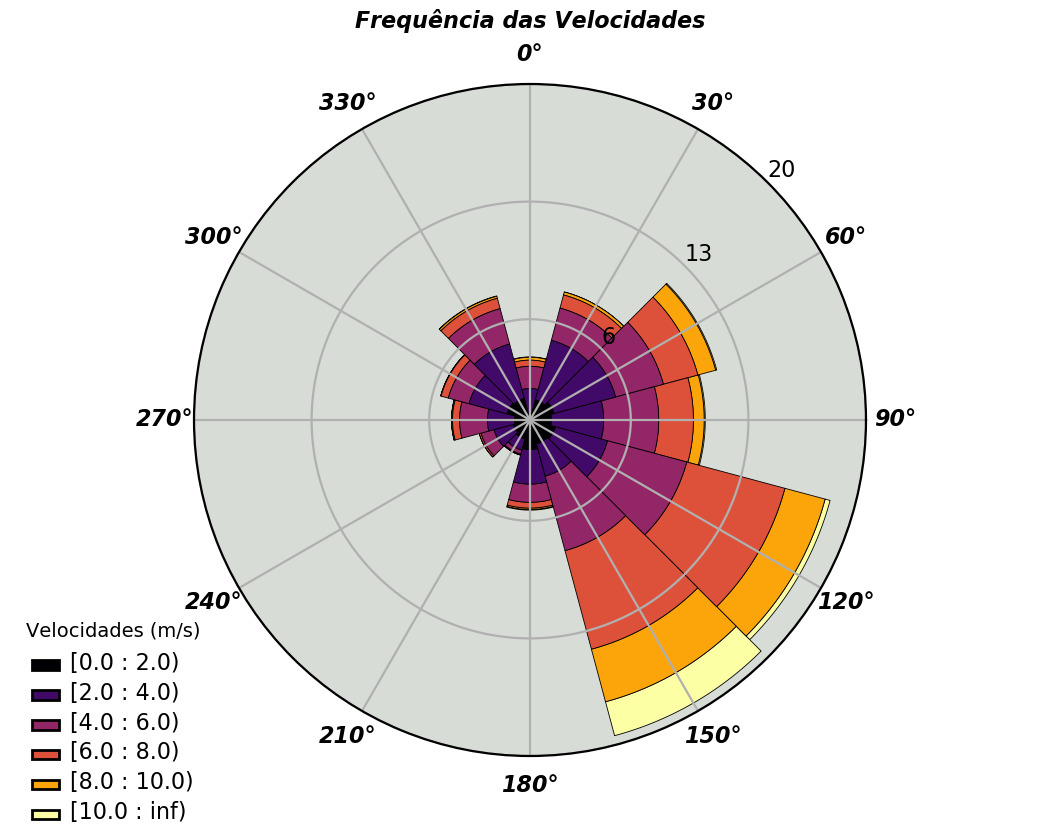 Frequência das Velocidades
0°
330°
30°
20
300°
60°
13
6
270°
90°
240°
120°
210°
150°
180°
Velocidades (m/s)
[0.0 : 2.0)
[2.0 : 4.0)
[4.0 : 6.0)
[6.0 : 8.0)
[8.0 : 10.0)
[10.0 : inf)